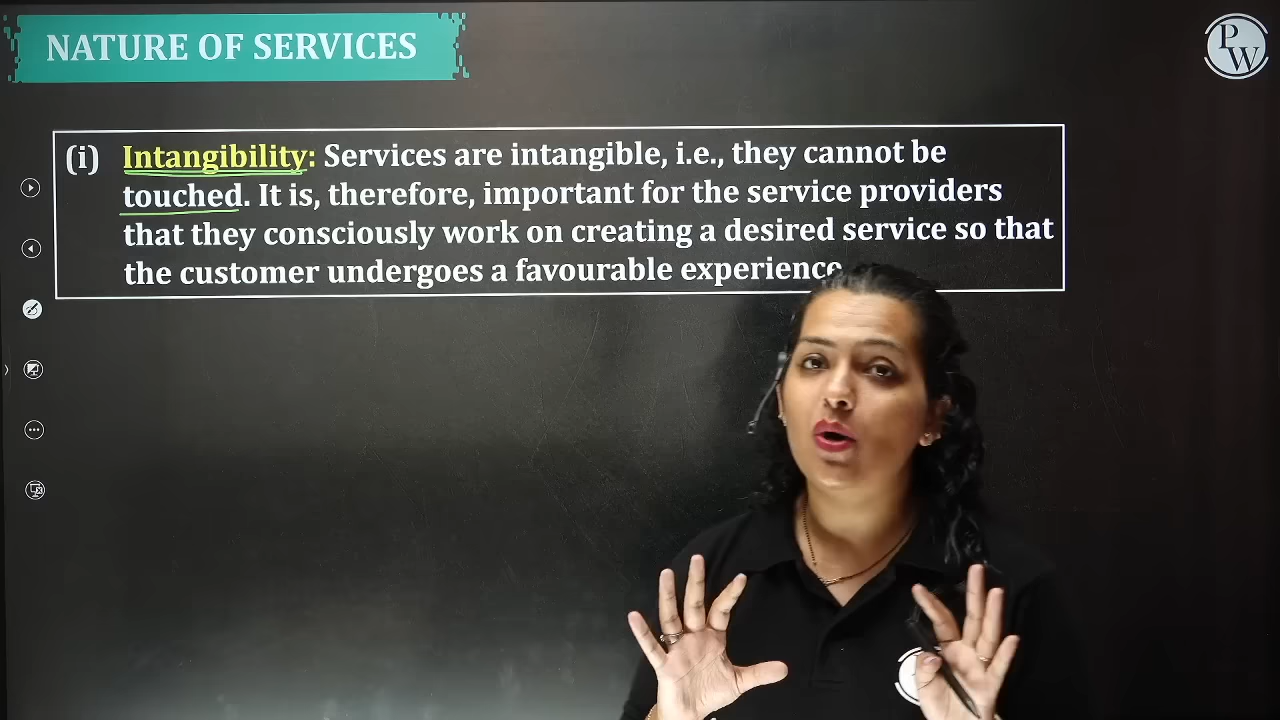 NATURE OF SERVICES
PW
(i) Intangibility: Services are intangible, i.e., they cannot be
touched. It is, therefore, important for the service providers
that they consciously work on creating a desired service so that
the customer undergoes a favourable experience